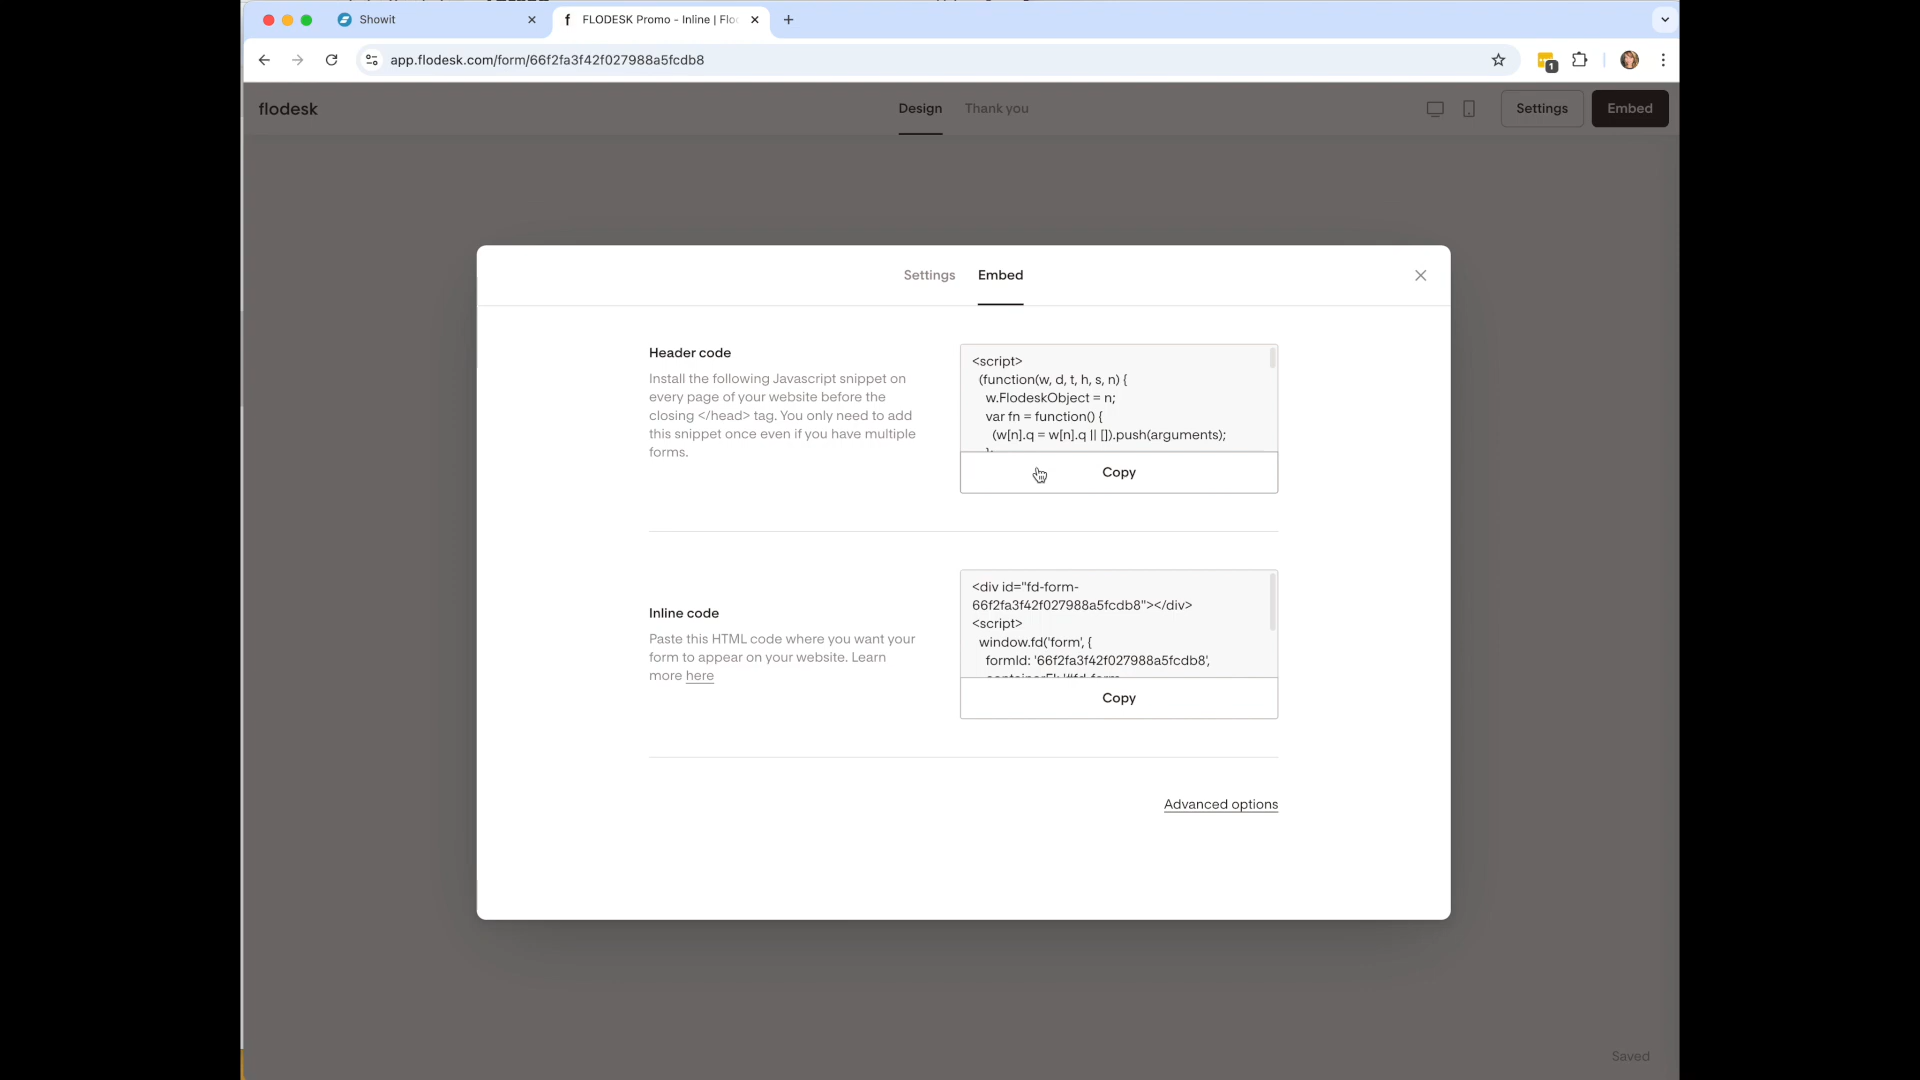 Showit
FLODESK Promo - Inline | Flo
app.flodesk.com/form/66f2fa3f42f027988a5fcdb8
1
flodesk
Design
Thank you
Settings
Embed
Settings
Embed
Header code
Install the following Javascript snippet on
every page of your website before the
closing </head> tag. You only need to add
this snippet once even if you have multiple
forms.
<script>
(function(w, d, t, h, s, n) {
w.FlodeskObject = n;
var fn = function() {
(w[n].q = w[n].q || []).push(arguments);
Copy
Inline code
Paste this HTML code where you want your
form to appear on your website. Learn
more here
<div id="fd-form-
66f2fa3f42f027988a5fcdb8"></div>
<script>
window.fd('form', {
formId: '66f2fa3f42f027988a5fcdb8',
Copy
Advanced options
Saved